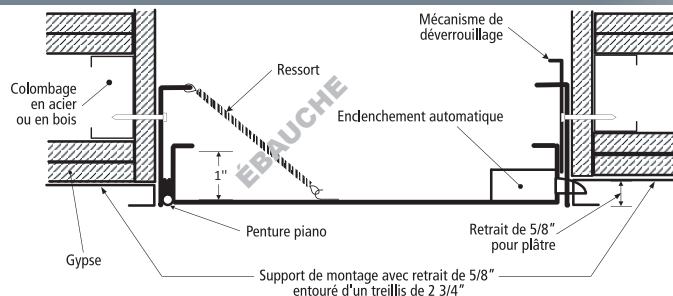 Mécanisme de
déverrouillage
Ressort
Colombage
en acier
ou en bois
Enclenchement automatique
ÉBAUCHE
1"
Penture piano
Retrait de 5/8"
pour plâtre
Gypse
Support de montage avec retrait de 5/8"
entouré d'un treillis de 2 3/4"